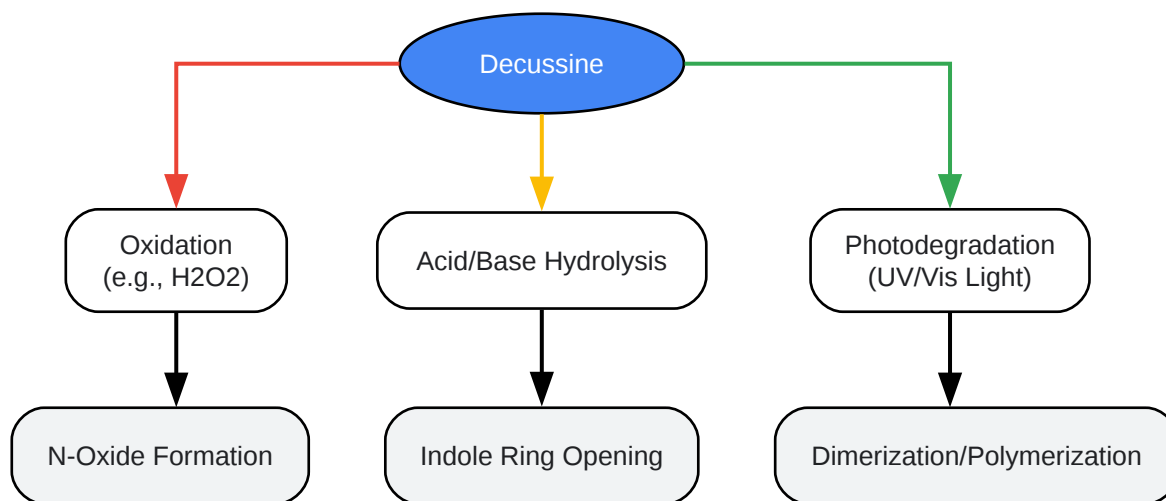 Decussine
Oxidation
(e.g., H2O2)
Acid/Base Hydrolysis
Photodegradation
(UV/Vis Light)
N-Oxide Formation
Indole Ring Opening
Dimerization/Polymerization